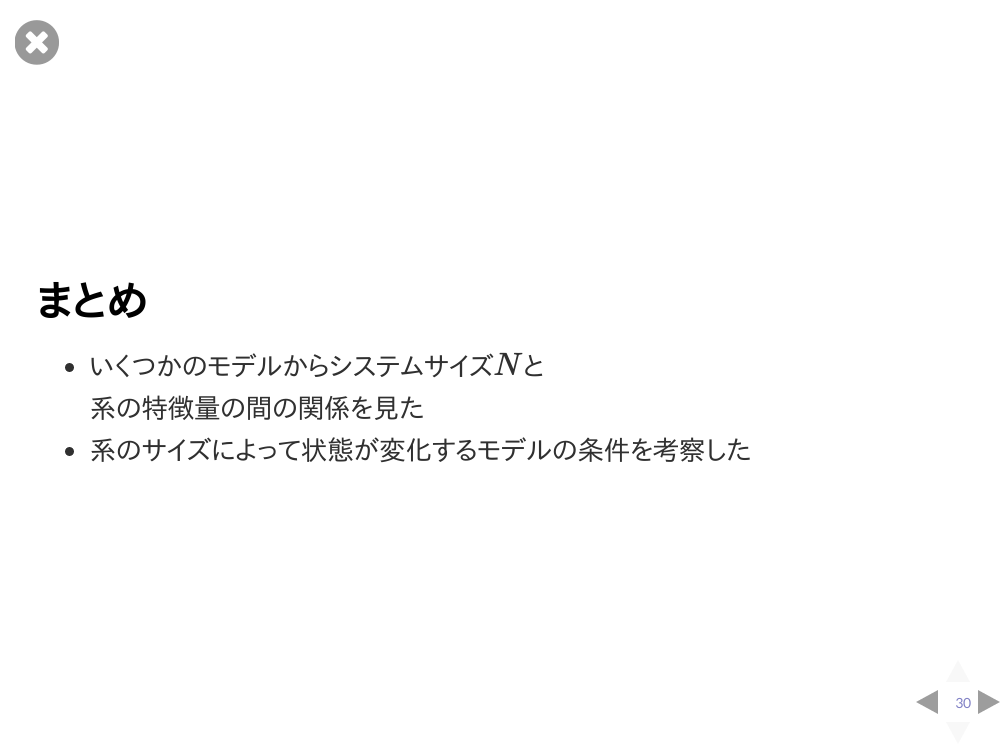 まとめ
いくつかのモデルからシステムサイズNと
系の特徴量の間の関係を見た
系のサイズによって状態が変化するモデルの条件を考察した
30